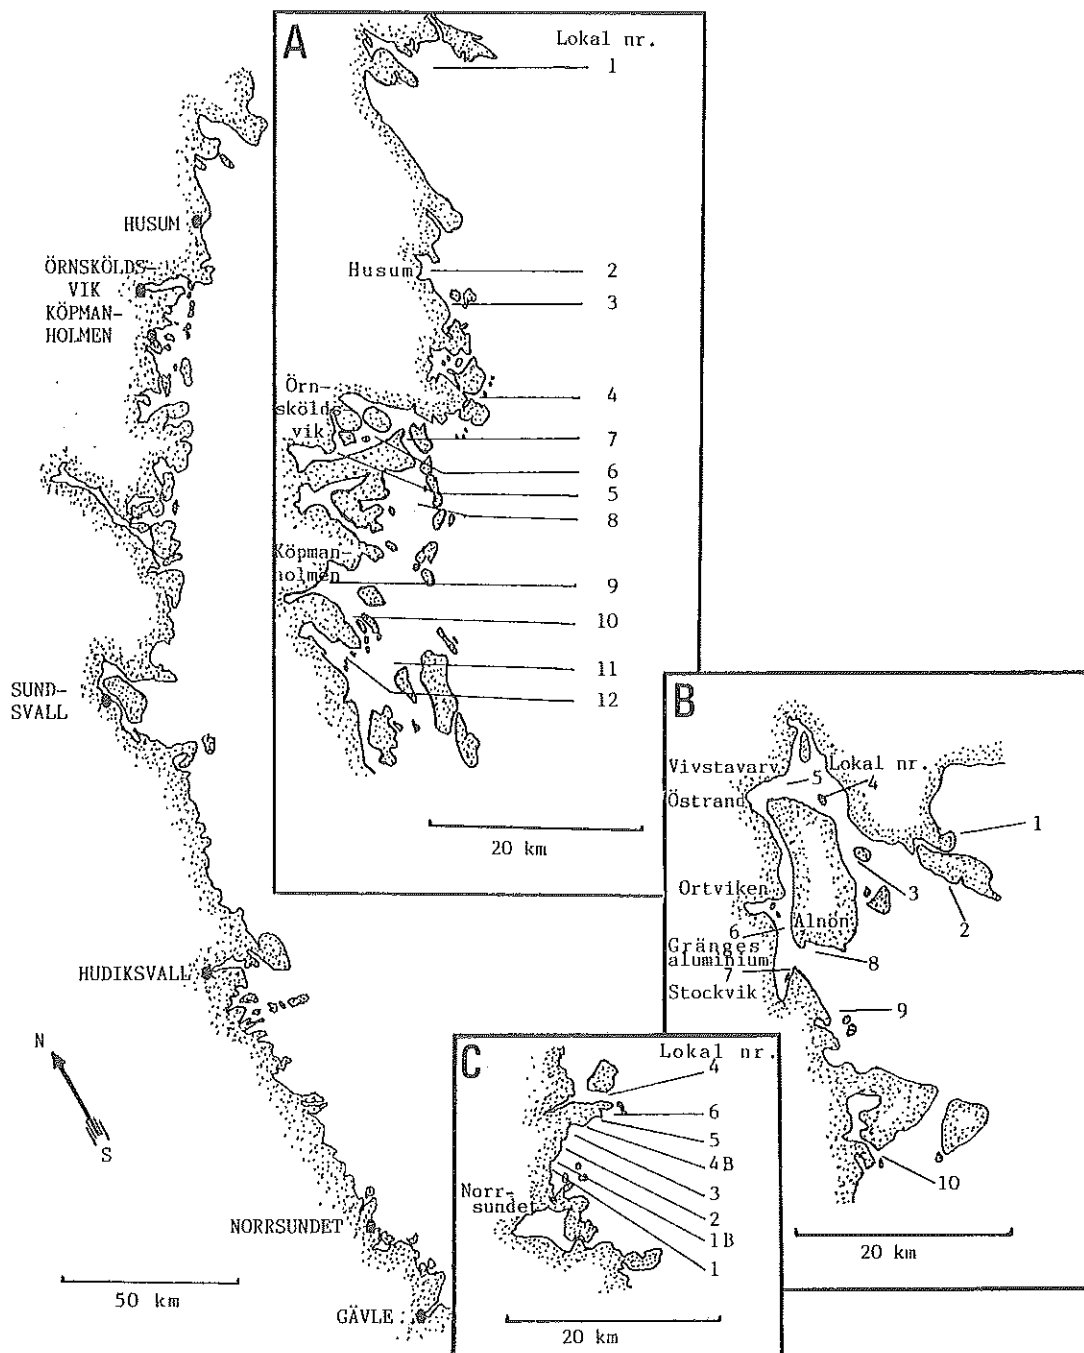 HUSUM
ÖRNSKÖLDS-
VIK
KÖPMAN-
HOLMEN
SUND-
SVALL
HUDIKSVALL
N
S
NORRSUNDET
GÄVLE
50 km
A
Lokal nr.
1
Husum
2
3
Örn-
skölds-
vik
4
7
6
5
8
Köpman-
holmen
9
10
11
12
20 km
B
Vivstavarv
Lokal nr.
5
4
Östrand
1
3
Ortviken
2
6
Alnön
Gränges
aluminium
8
7
Stockvik
9
10
20 km
C
Lokal nr.
4
6
5
4B
3
Norr-
sundet
2
1B
1
20 km